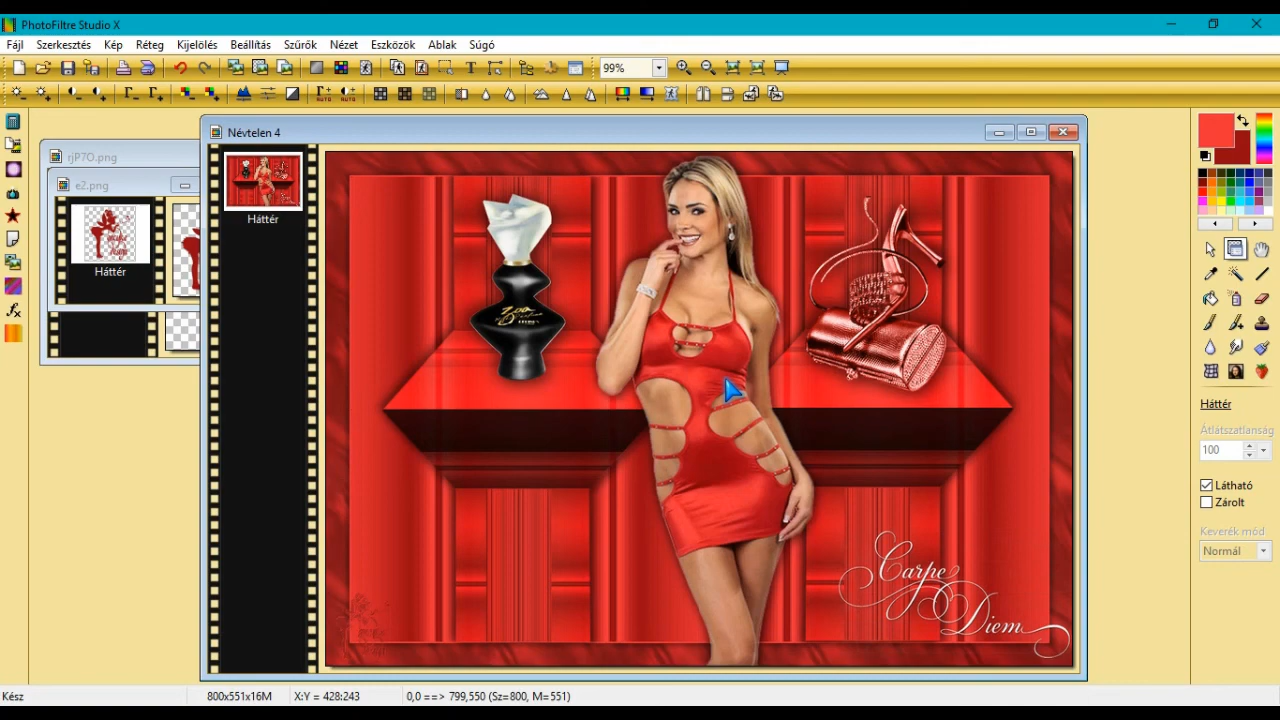 PhotoFiltre Studio X
Fájl Szerkesztés Kép Réteg Kijelölés Beállítás Szűrők Nézet Eszközök Ablak Súgó
99%
rjP7O.png
e2.png
Háttér
Névtelen 4
Háttér
Zoa
Carpe
Diem
Háttér
Átlátszatlanság
100
Látható
Zárolt
Keverék mód
Normál
Kész
800x551x16M
X:Y = 428:243
0,0 ==> 799,550 (Sz=800, M=551)